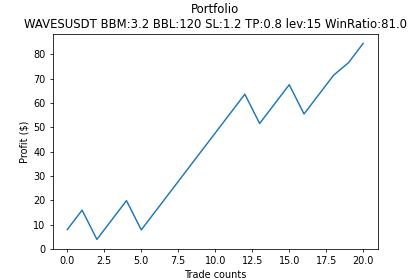 Portfolio
WAVESUSDT BBM:3.2 BBL:120 SL:1.2 TP:0.8 lev:15 WinRatio:81.0
80
70
60
50
40
30
20
10
0
Profit ($)
0.0 2.5 5.0 7.5 10.0 12.5 15.0 17.5 20.0
Trade counts